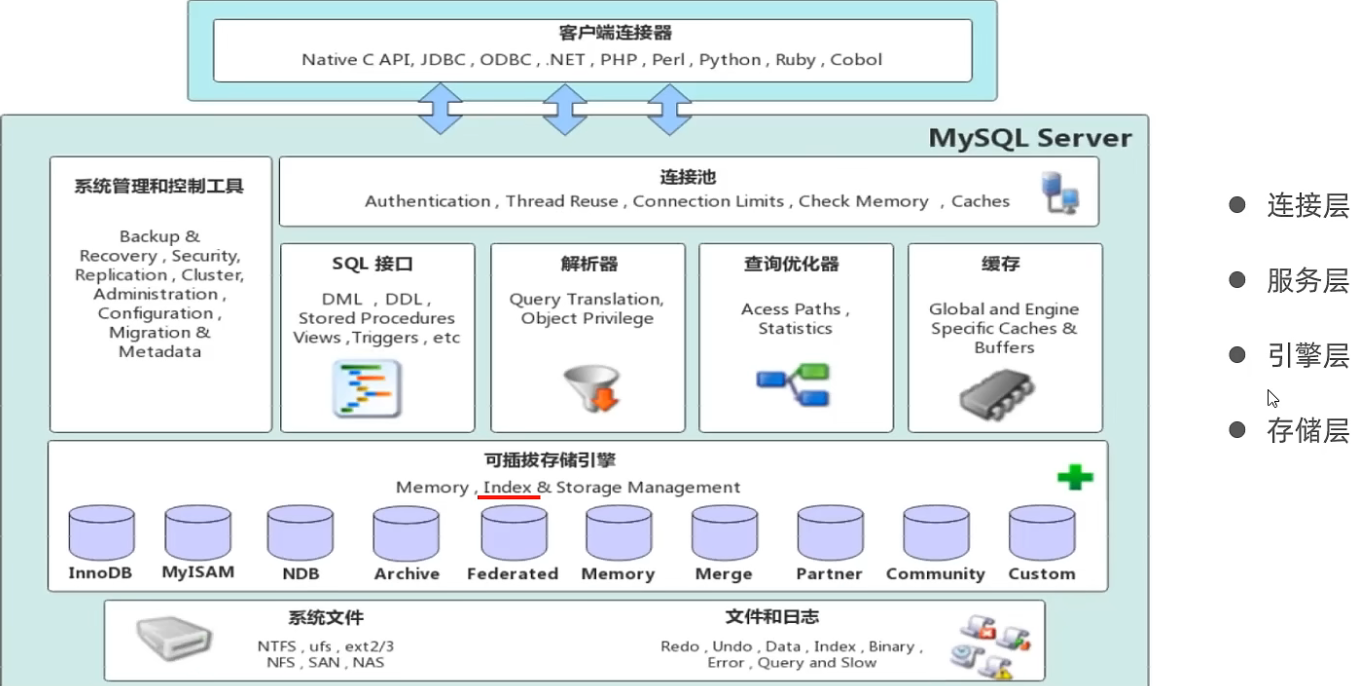 客户端连接器
Native C API, JDBC , ODBC , .NET , PHP , Perl , Python , Ruby , Cobol
MySQL Server
系统管理和控制工具
Backup &
Recovery , Security,
Replication , Cluster,
Administration ,
Configuration ,
Migration &
Metadata
连接池
Authentication , Thread Reuse , Connection Limits , Check Memory , Caches
SQL 接口
DML , DDL ,
Stored Procedures
Views ,Triggers , etc
解析器
Query Translation,
Object Privilege
查询优化器
Acess Paths ,
Statistics
缓存
Global and Engine
Specific Caches &
Buffers
可插拔存储引擎
Memory , Index & Storage Management
InnoDB
MyISAM
NDB
Archive
Federated
Memory
Merge
Partner
Community
Custom
系统文件
NTFS , ufs , ext2/3
NFS , SAN , NAS
文件和日志
Redo , Undo , Data , Index , Binary ,
Error , Query and Slow
连接层
服务层
引擎层
存储层